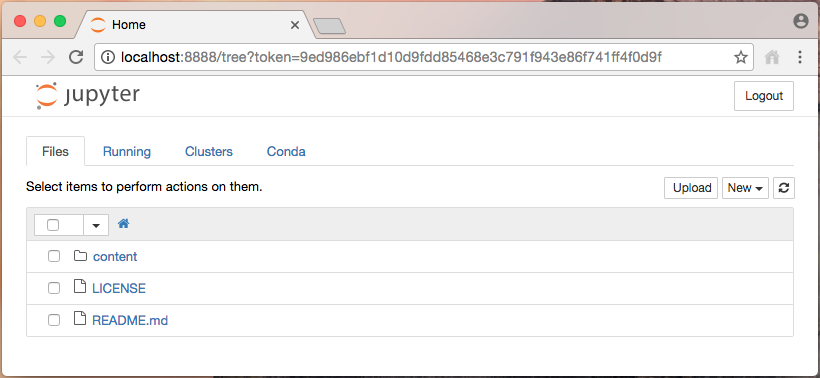 Home
localhost:8888/tree?token=9ed986ebf1d10d9fdd85468e3c791f943e86f741ff4f0d9f
jupyter
Logout
Files Running Clusters Conda
Select items to perform actions on them.
Upload New
content
LICENSE
README.md